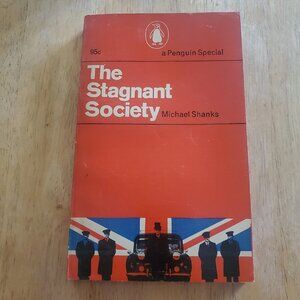 95c
a Penguin Special
The
Stagnant
Society Michael Shanks